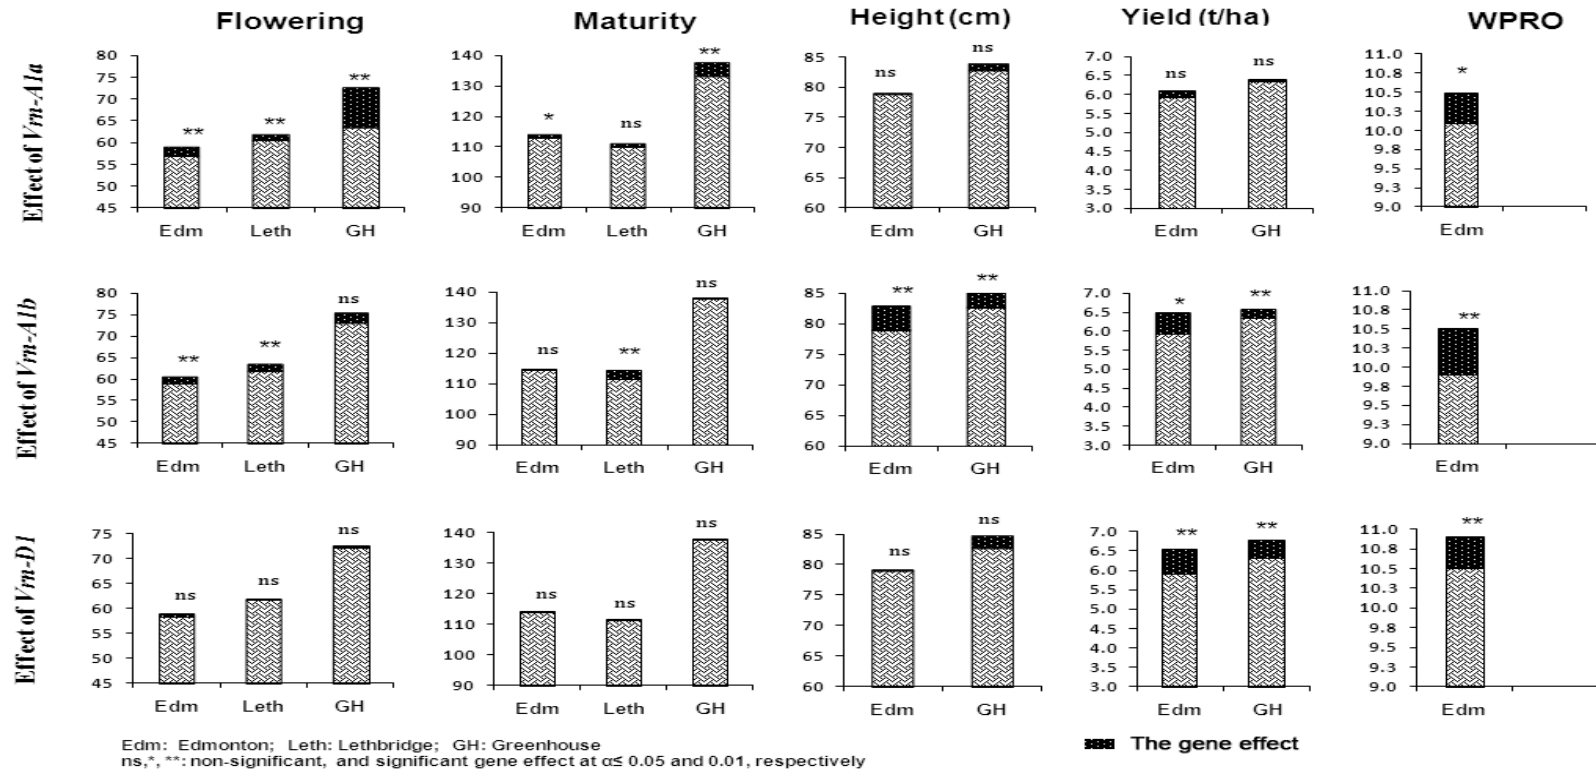 Flowering Maturity Height (cm) Yield (t/ha) WPRO
Effect of Vrn-A1a
80 75 70 65 60 55 50 45
** ** **
Edm Leth GH
140 130 120 110 100 90
* ns **
Edm Leth GH
85 80 75 70 65 60
ns ns
Edm GH
7.0 6.5 6.0 5.5 5.0 4.5 4.0 3.5 3.0
ns ns
Edm GH
11.0 10.8 10.5 10.3 10.0 9.8 9.5 9.3 9.0
*
Edm
Effect of Vrn-A1b
80 75 70 65 60 55 50 45
** ** ns
Edm Leth GH
140 130 120 110 100 90
ns ** ns
Edm Leth GH
85 80 75 70 65 60
** **
Edm GH
7.0 6.5 6.0 5.5 5.0 4.5 4.0 3.5 3.0
* **
Edm GH
11.0 10.8 10.5 10.3 10.0 9.8 9.5 9.3 9.0
**
Edm
Effect of Vrn-D1
75 70 65 60 55 50 45
ns ns ns
Edm Leth GH
140 130 120 110 100 90
ns ns ns
Edm Leth GH
85 80 75 70 65 60
ns ns
Edm GH
7.0 6.5 6.0 5.5 5.0 4.5 4.0 3.5 3.0
** **
Edm GH
11.0 10.8 10.5 10.3 10.0 9.8 9.5 9.3 9.0
**
Edm
Edm: Edmonton; Leth: Lethbridge; GH: Greenhouse
ns,*, **: non-significant, and significant gene effect at α≤ 0.05 and 0.01, respectively
The gene effect